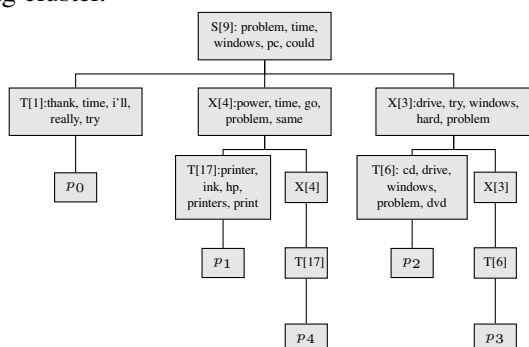 S[9]: problem, time,
windows, pc, could
T[1]:thank, time, i'll,
really, try
X[4]:power, time, go,
problem, same
X[3]:drive, try, windows,
hard, problem
p0
T[17]:printer,
ink, hp,
printers, print
X[4]
T[6]: cd, drive,
windows,
problem, dvd
X[3]
p1
T[17]
p2
T[6]
p4
p3